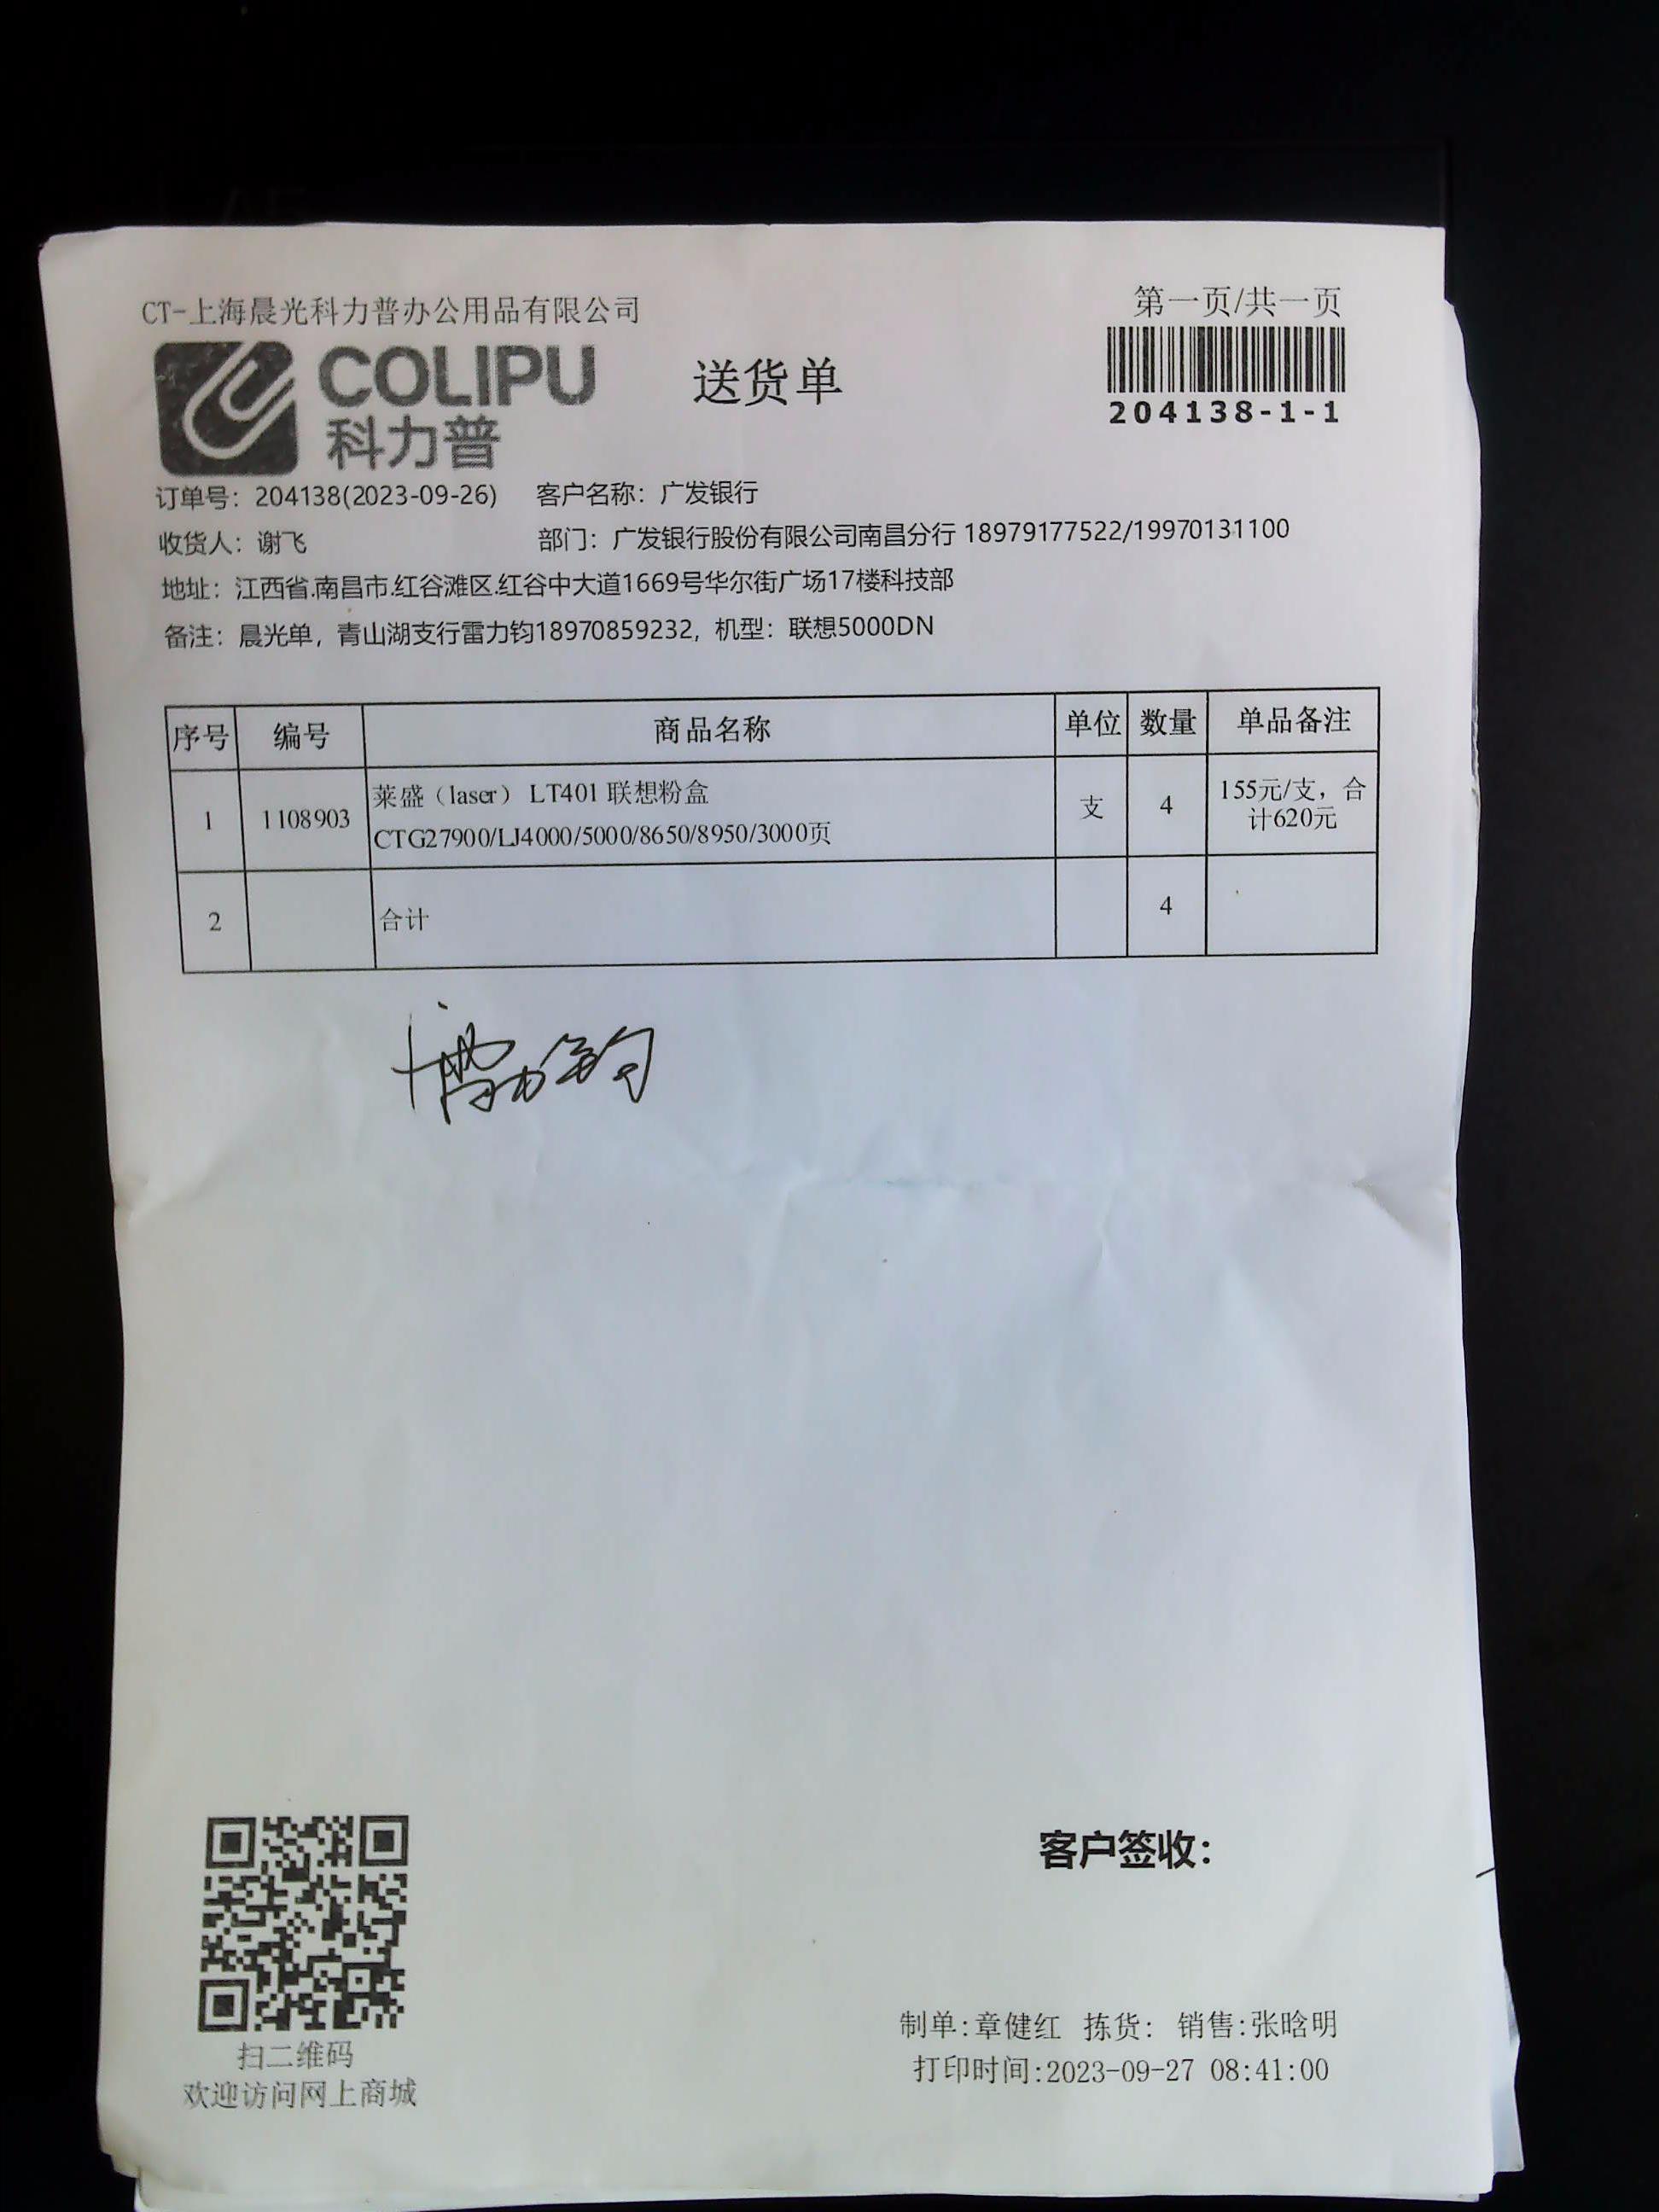 CT-上海晨光科力普办公用品有限公司
第一页/共一页
COLIPU
科力普
送货单
204138-1-1
订单号：204138(2023-09-26) 客户名称：广发银行
收货人：谢飞 部门：广发银行股份有限公司南昌分行 18979177522/19970131100
地址：江西省.南昌市.红谷滩区.红谷中大道1669号华尔街广场17楼科技部
备注：晨光单，青山湖支行雷力钧18970859232，机型：联想5000DN
序号 编号 商品名称 单位 数量 单品备注
1 1108903 莱盛（laser） LT401 联想粉盒 支 4 155元/支，合
CTG27900/LJ4000/5000/8650/8950/3000页 计620元
2 合计 4
雷力钧
客户签收：
制单:章健红 拣货: 销售:张晗明
打印时间:2023-09-27 08:41:00
扫二维码
欢迎访问网上商城